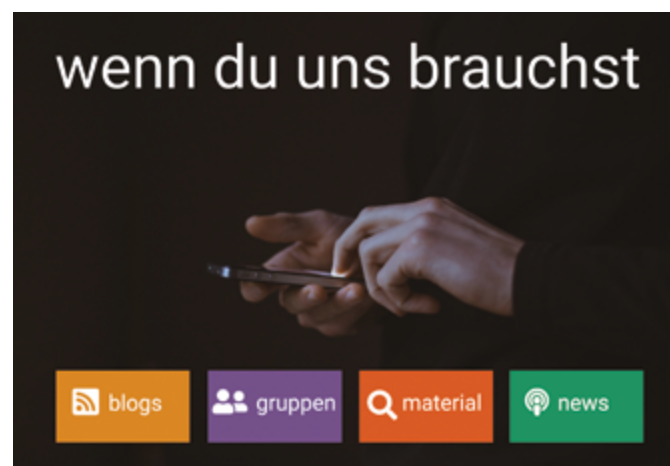 wenn du uns brauchst
blogs
gruppen
material
news